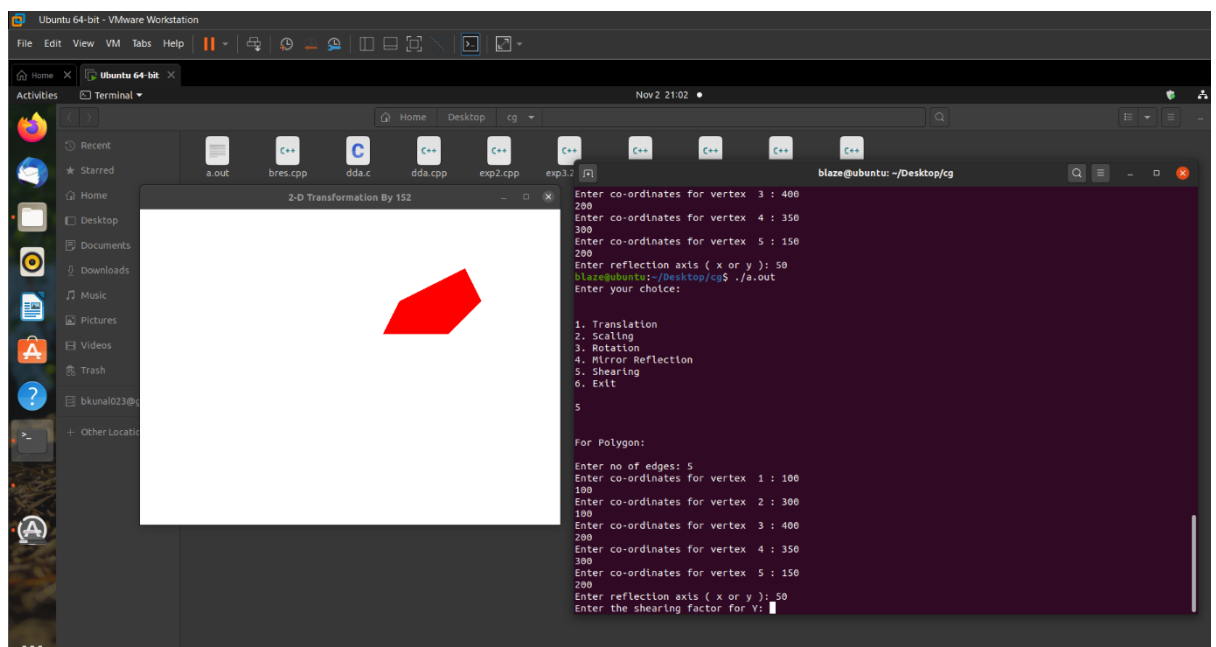 Ubuntu 64-bit - VMware Workstation
File Edit View VM Tabs Help
Home
Ubuntu 64-bit
Activities
Terminal
Nov 2 21:02
Home Desktop cg
Recent
Starred
Home
Desktop
Documents
Downloads
Music
Pictures
Videos
Trash
bkunal023@g
+ Other Locatic
C++ C C++ C++ C++ C++ C++ C++ C++
a.out bres.cpp dda.c dda.cpp exp2.cpp exp3.2
2-D Transformation By 152
blaze@ubuntu: ~/Desktop/cg
Enter co-ordinates for vertex 3 : 400
200
Enter co-ordinates for vertex 4 : 350
300
Enter co-ordinates for vertex 5 : 150
200
Enter reflection axis ( x or y ): 50
blaze@ubuntu:~/Desktop/cg$ ./a.out
Enter your choice:
1. Translation
2. Scaling
3. Rotation
4. Mirror Reflection
5. Shearing
6. Exit
5
For Polygon:
Enter no of edges: 5
Enter co-ordinates for vertex 1 : 100
100
Enter co-ordinates for vertex 2 : 300
100
Enter co-ordinates for vertex 3 : 400
200
Enter co-ordinates for vertex 4 : 350
300
Enter co-ordinates for vertex 5 : 150
200
Enter reflection axis ( x or y ): 50
Enter the shearing factor for Y: